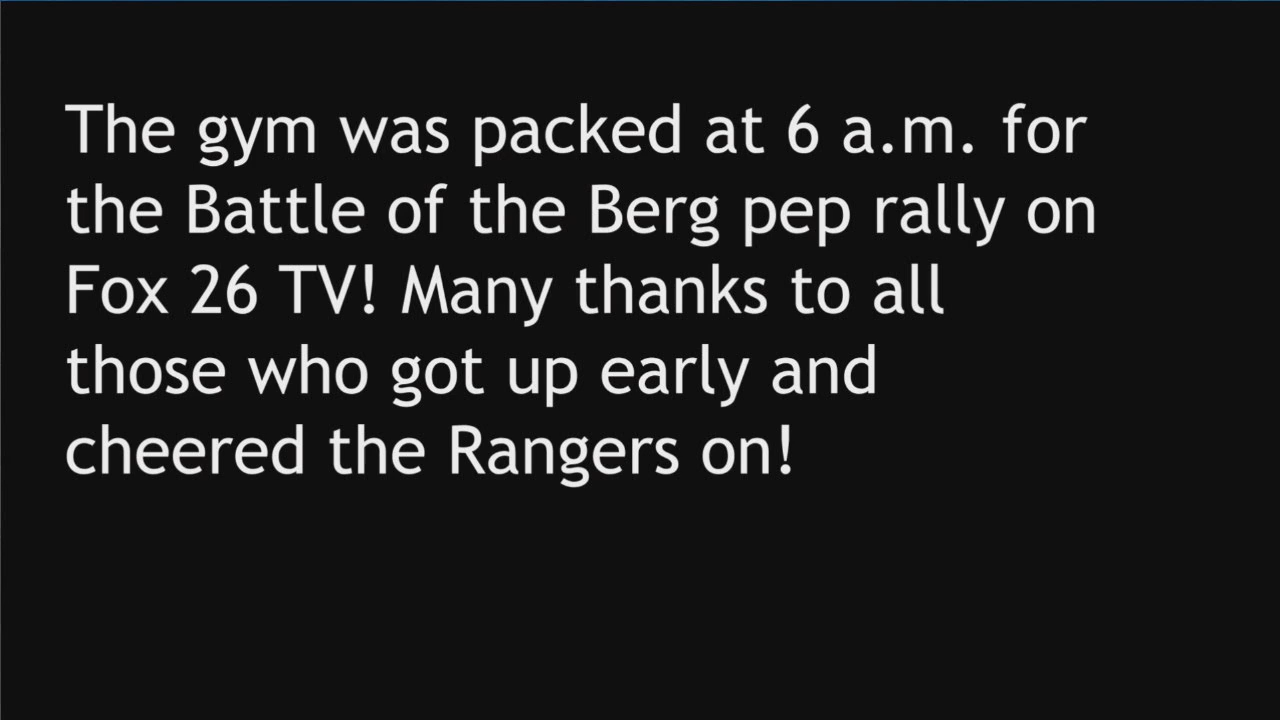 The gym was packed at 6 a.m. for
the Battle of the Berg pep rally on
Fox 26 TV! Many thanks to all
those who got up early and
cheered the Rangers on!